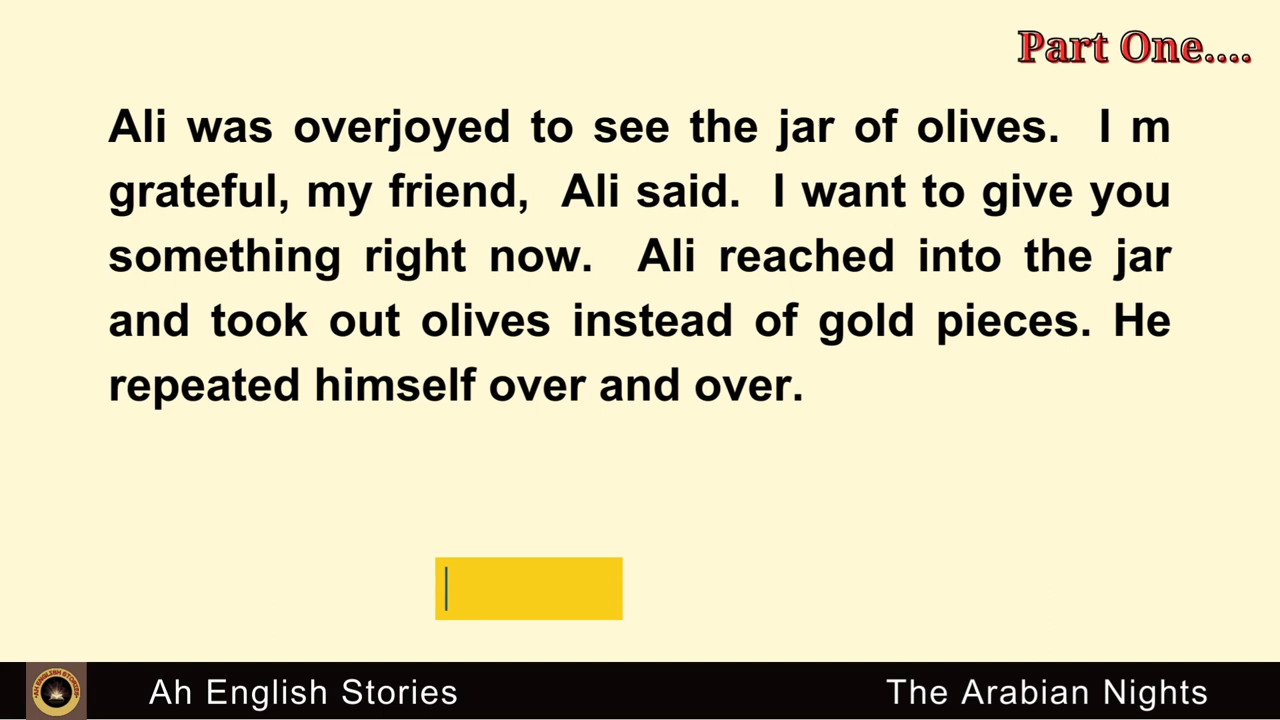 Part One....
Ali was overjoyed to see the jar of olives. I m
grateful, my friend, Ali said. I want to give you
something right now. Ali reached into the jar
and took out olives instead of gold pieces. He
repeated himself over and over.
Ah English Stories
The Arabian Nights